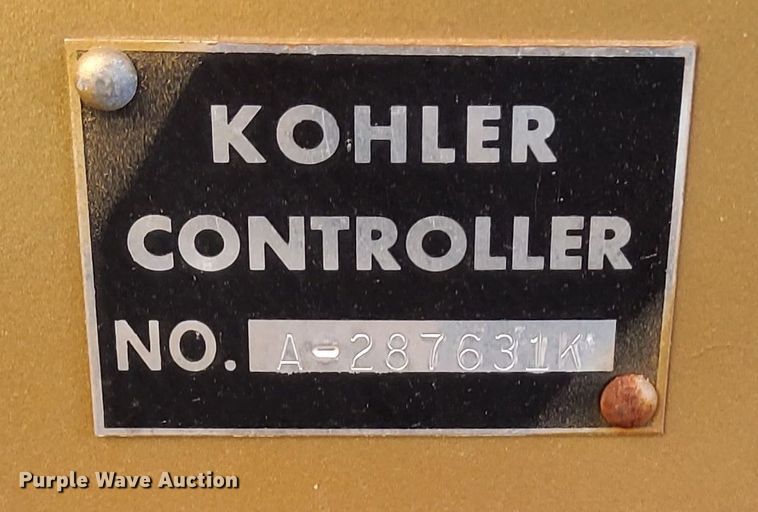 KOHLER
CONTROLLER
NO. A-287631K
Purple Wave Auction